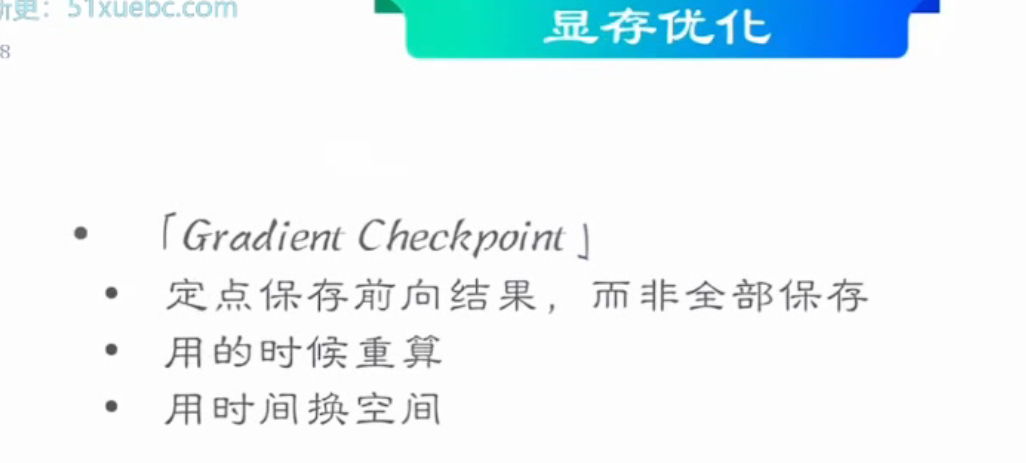 新更：51xuebc.com
8
显存优化
• 「Gradient Checkpoint」
• 定点保存前向结果，而非全部保存
• 用的时候重算
• 用时间换空间